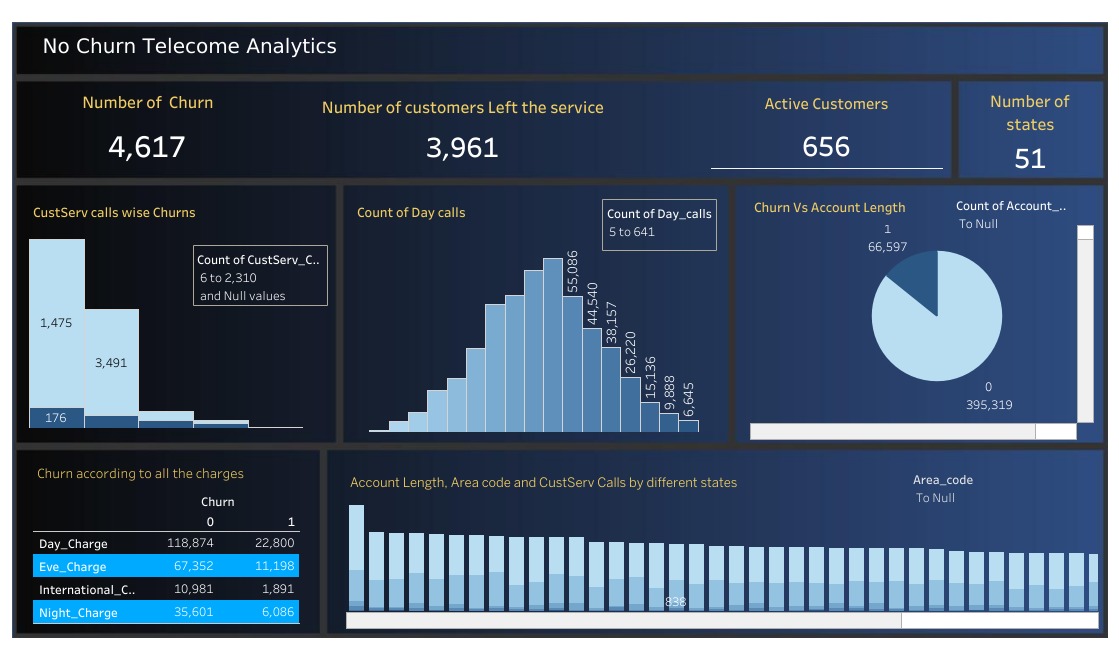 No Churn Telecome Analytics
Number of Churn
4,617
Number of customers Left the service
3,961
Active Customers
656
Number of
states
51
CustServ calls wise Churns
Count of CustServ_C..
6 to 2,310
and Null values
1,475
3,491
176
Count of Day calls
Count of Day_calls
5 to 641
55,086
44,540
38,157
26,220
15,136
9,888
6,645
Churn Vs Account Length
Count of Account_..
To Null
1
66,597
0
395,319
Churn according to all the charges
Churn
0 1
Day_Charge 118,874 22,800
Eve_Charge 67,352 11,198
International_C.. 10,981 1,891
Night_Charge 35,601 6,086
Account Length, Area code and CustServ Calls by different states
Area_code
To Null
838